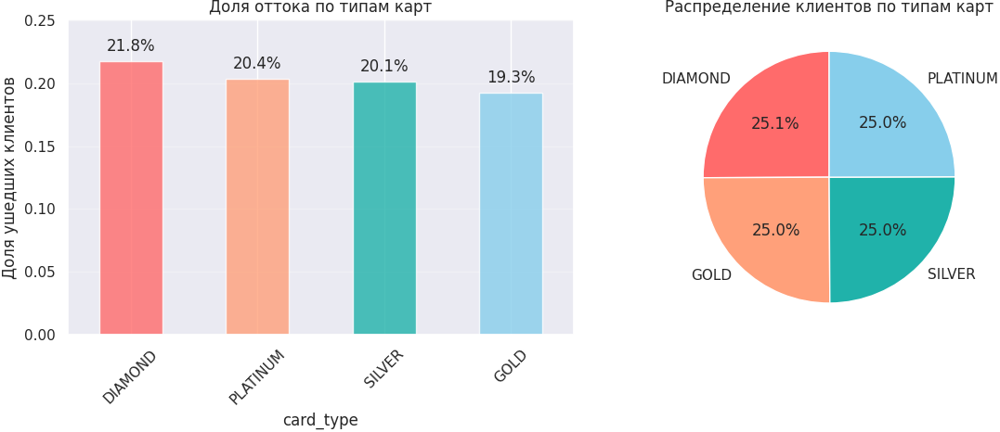 Доля оттока по типам карт
0.25
0.20
0.15
0.10
0.05
0.00
Доля ушедших клиентов
21.8%
20.4%
20.1%
19.3%
DIAMOND
PLATINUM
SILVER
GOLD
card_type
Распределение клиентов по типам карт
DIAMOND
PLATINUM
25.1%
25.0%
25.0%
25.0%
GOLD
SILVER